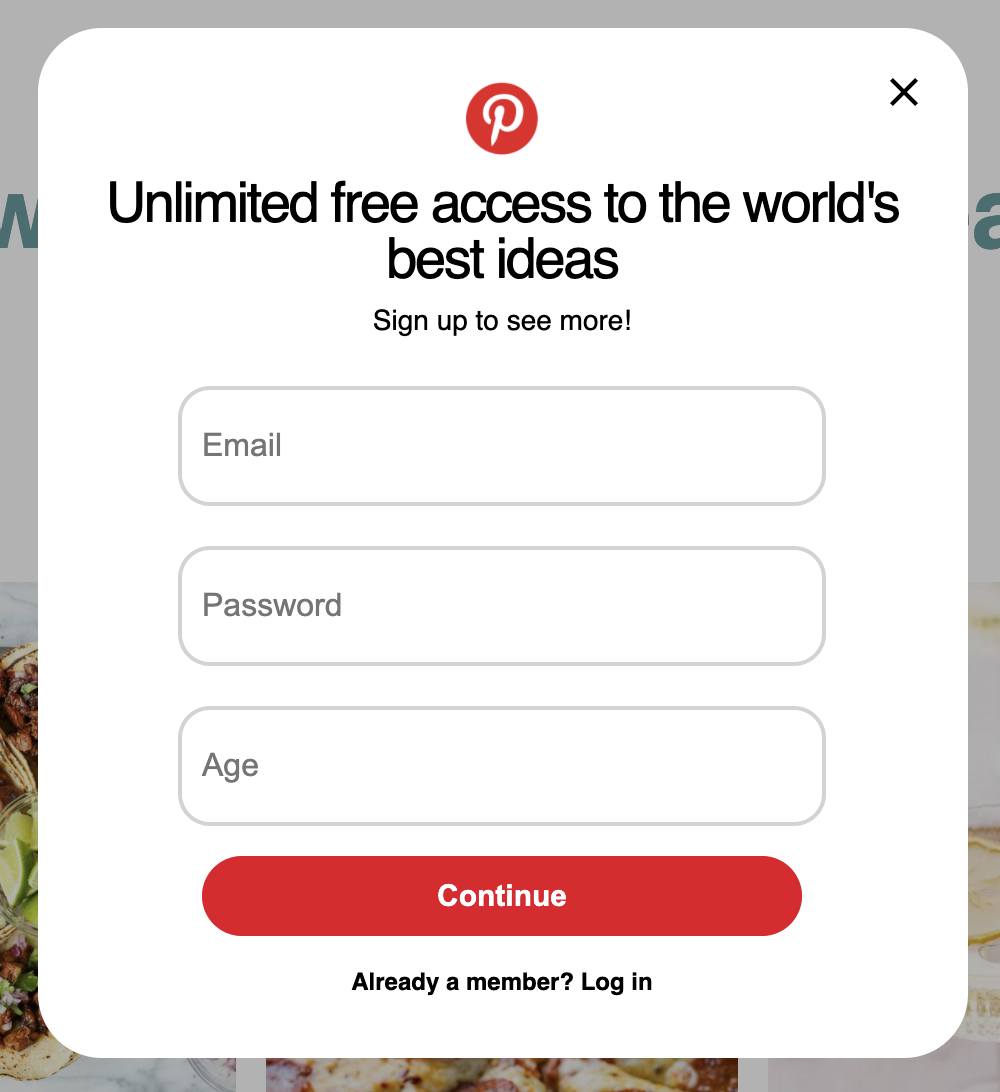 Unlimited free access to the world's
best ideas
Sign up to see more!
Email
Password
Age
Continue
Already a member? Log in